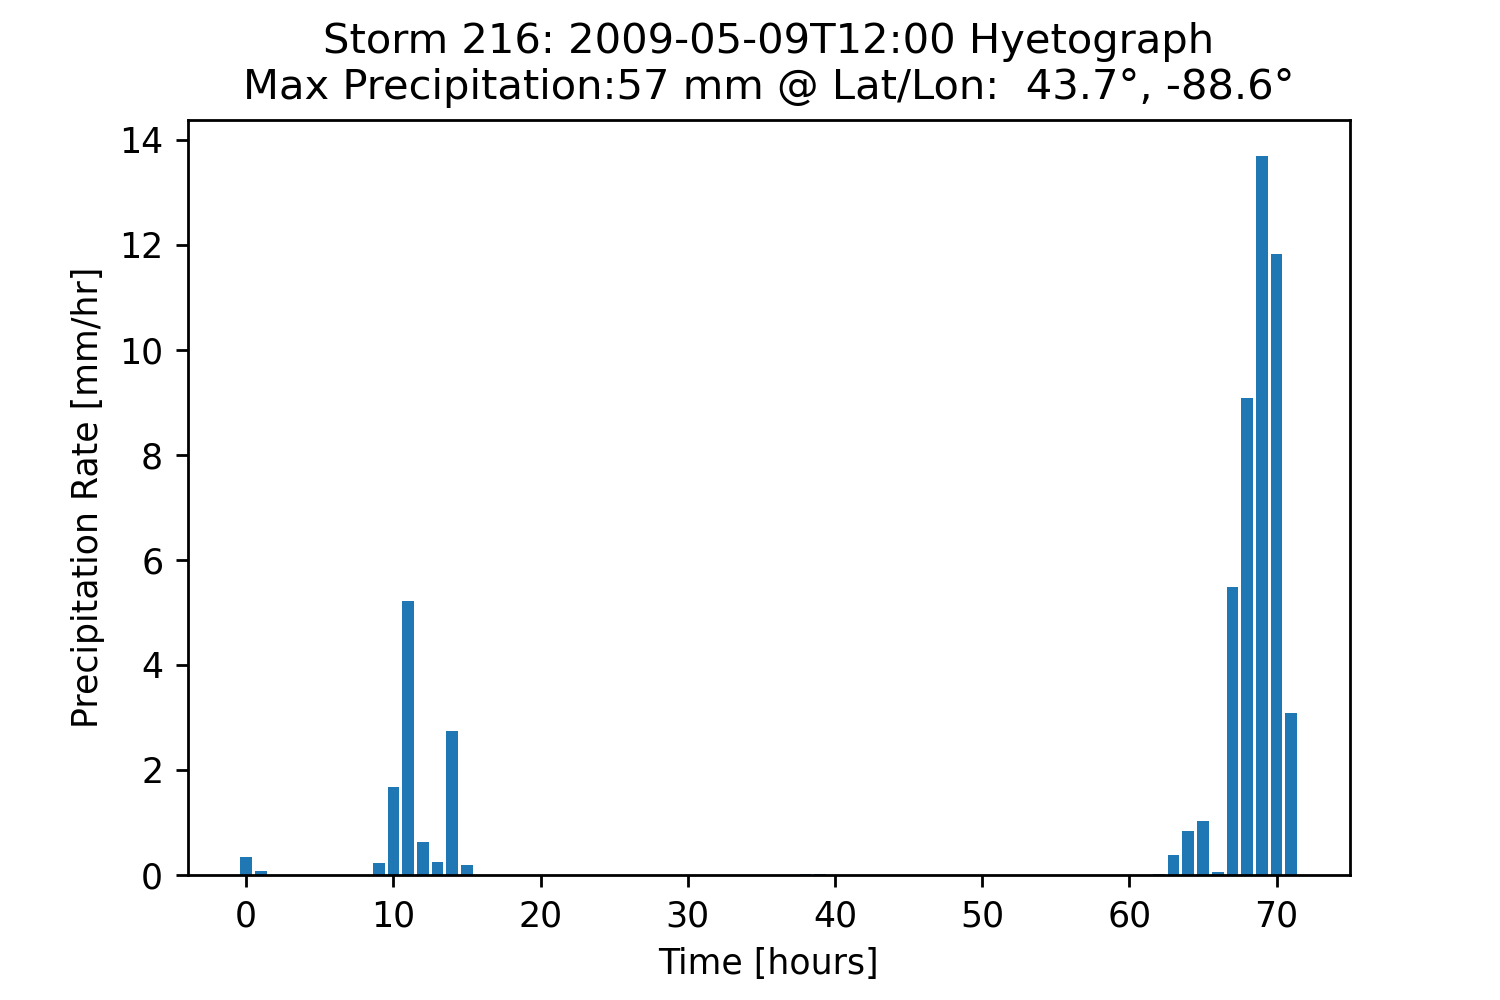 Storm 216: 2009-05-09T12:00 Hyetograph
Max Precipitation:57 mm @ Lat/Lon:  43.7°, -88.6°
14
12
10
8
6
4
2
0
Precipitation Rate [mm/hr]
0 10 20 30 40 50 60 70
Time [hours]